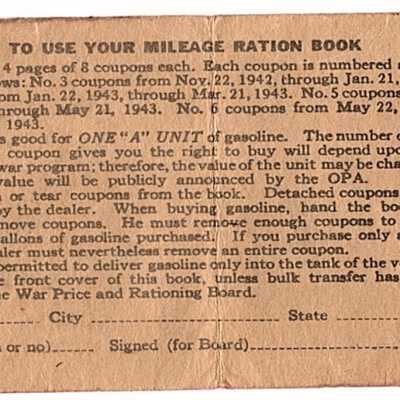 TO USE YOUR MILEAGE RATION BOOK
4 pages of 8 coupons each. Each coupon is numbered a
ows: No. 3 coupons from Nov. 22, 1942, through Jan. 21,
om Jan. 22, 1943, through Mar. 21, 1943. No. 5 coupons
through May 21, 1943. No. 6 coupons from May 22,
1943.
s good for ONE "A" UNIT of gasoline. The number o
coupon gives you the right to buy will depend upo
war program; therefore, the value of the unit may be cha
value will be publicly announced by the OPA.
n or tear coupons from the book. Detached coupons
by the dealer. When buying gasoline, hand the boo
move coupons. He must remove enough coupons to
allons of gasoline purchased. If you purchase only a
aler must nevertheless remove an entire coupon.
permitted to deliver gasoline only into the tank of the ve
e front cover of this book, unless bulk transfer has
he War Price and Rationing Board.
City State
s or no) Signed (for Board)